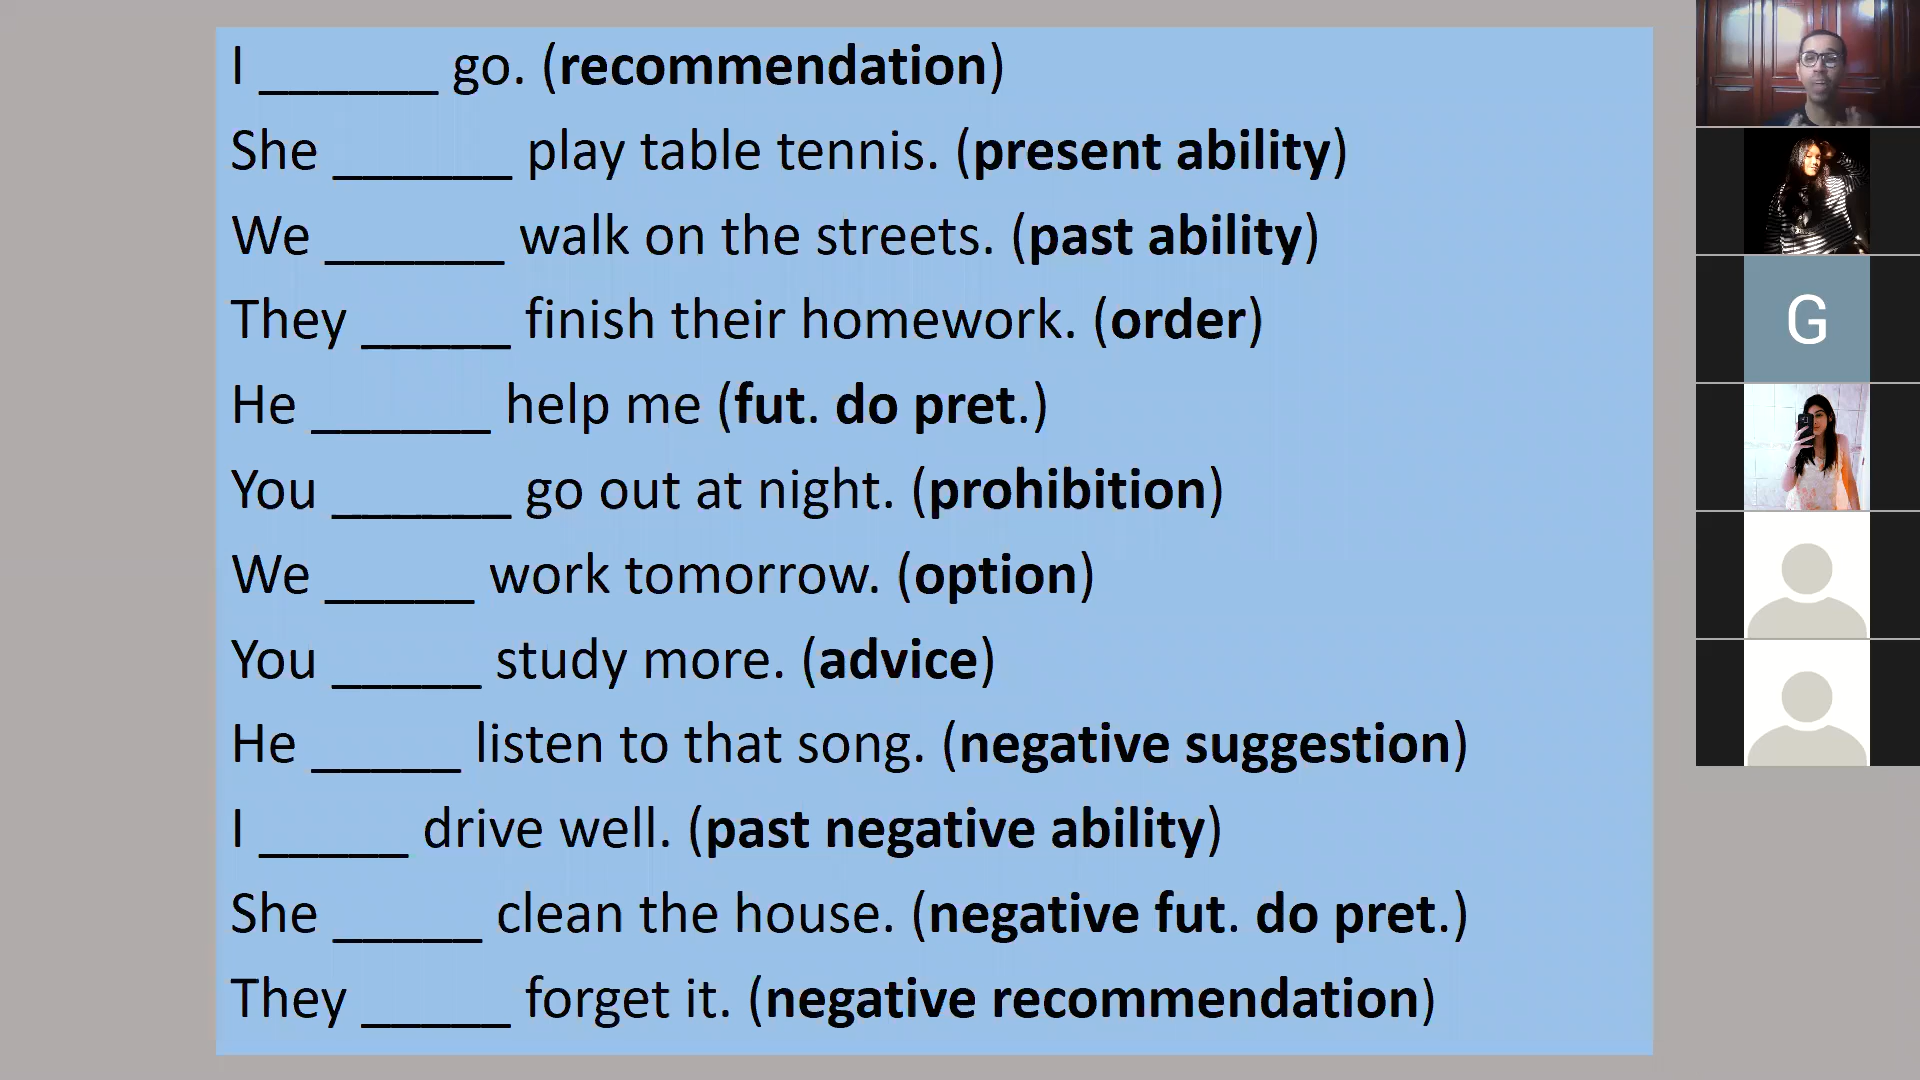 I ______ go. (recommendation)
She ______ play table tennis. (present ability)
We ______ walk on the streets. (past ability)
They _____ finish their homework. (order)
He ______ help me (fut. do pret.)
You ______ go out at night. (prohibition)
We _____ work tomorrow. (option)
You _____ study more. (advice)
He _____ listen to that song. (negative suggestion)
I _____ drive well. (past negative ability)
She _____ clean the house. (negative fut. do pret.)
They _____ forget it. (negative recommendation)
G